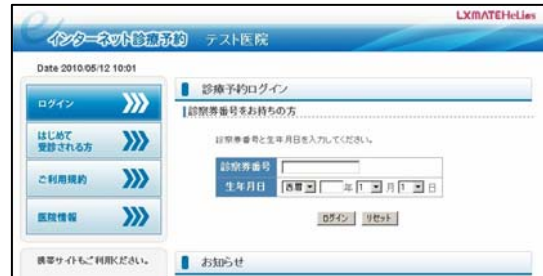 LXMATEHeLios
インターネット診療予約 テスト医院
Date 2010/05/12 10:01
ログイン
はじめて
受診される方
ご利用規約
医院情報
携帯サイトもご利用ください。
診療予約ログイン
診察券番号をお持ちの方
診察券番号と生年月日を入力してください。
診察券番号
生年月日 西暦 年 1 月 1 日
ログイン リセット
お知らせ